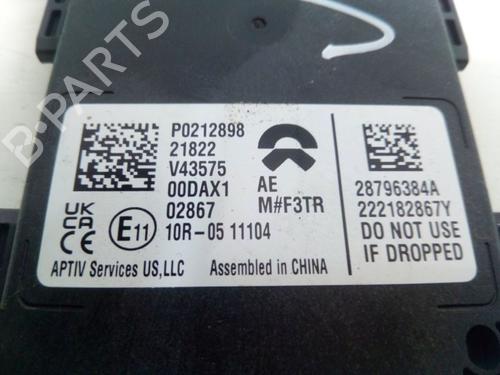 P0212898
21822
V43575
00DAX1
02867
AE
M#F3TR
28796384A
222182867Y
DO NOT USE
IF DROPPED
UK
CA
CE
E11
10R-05 11104
APTIV Services US,LLC
Assembled in CHINA
B-PARTS